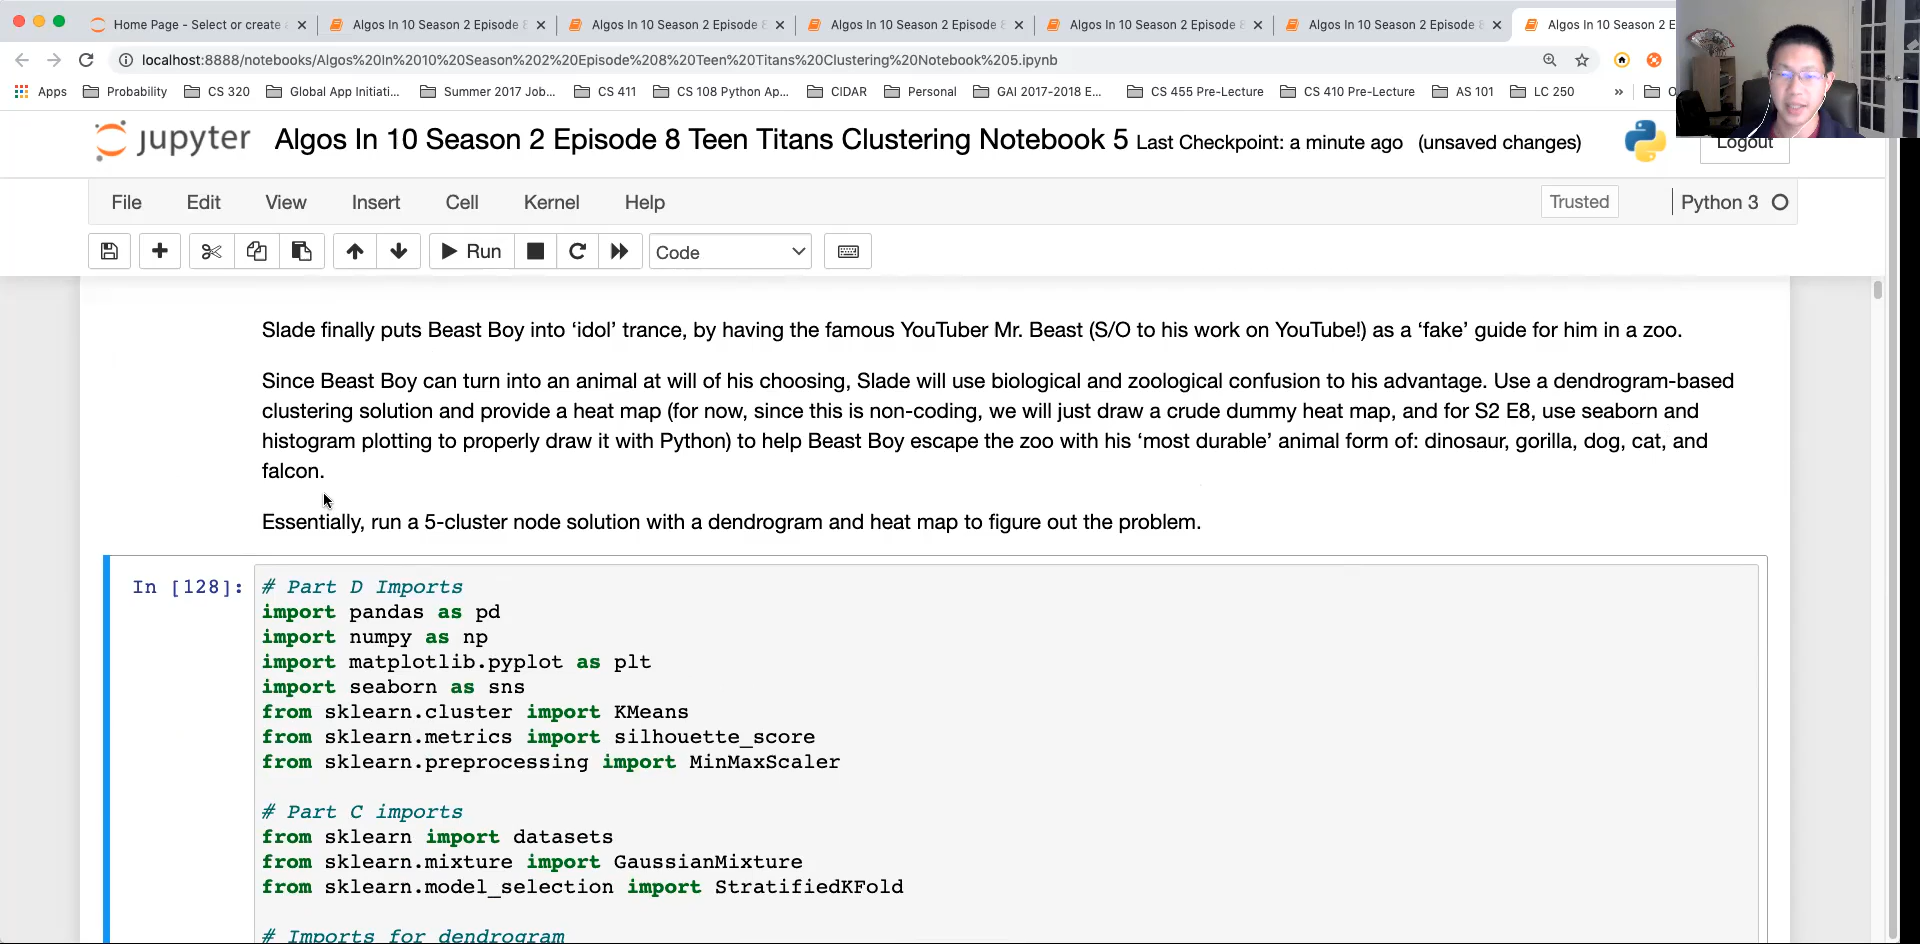 Home Page - Select or create
Algos In 10 Season 2 Episode 8
Algos In 10 Season 2 Episode 8
Algos In 10 Season 2 Episode 8
Algos In 10 Season 2 Episode 8
Algos In 10 Season 2 Episode 8
Algos In 10 Season 2 E
localhost:8888/notebooks/Algos%20In%2010%20Season%202%20Episode%208%20Teen%20Titans%20Clustering%20Notebook%205.ipynb
Apps Probability CS 320 Global App Initiati... Summer 2017 Job... CS 411 CS 108 Python Ap... CIDAR Personal GAI 2017-2018 E... CS 455 Pre-Lecture CS 410 Pre-Lecture AS 101 LC 250 »
jupyter Algos In 10 Season 2 Episode 8 Teen Titans Clustering Notebook 5 Last Checkpoint: a minute ago (unsaved changes)
Logout
File Edit View Insert Cell Kernel Help Trusted Python 3
Run Code
Slade finally puts Beast Boy into ‘idol’ trance, by having the famous YouTuber Mr. Beast (S/O to his work on YouTube!) as a ‘fake’ guide for him in a zoo.
Since Beast Boy can turn into an animal at will of his choosing, Slade will use biological and zoological confusion to his advantage. Use a dendrogram-based
clustering solution and provide a heat map (for now, since this is non-coding, we will just draw a crude dummy heat map, and for S2 E8, use seaborn and
histogram plotting to properly draw it with Python) to help Beast Boy escape the zoo with his ‘most durable’ animal form of: dinosaur, gorilla, dog, cat, and
falcon.
Essentially, run a 5-cluster node solution with a dendrogram and heat map to figure out the problem.
In [128]: # Part D Imports
import pandas as pd
import numpy as np
import matplotlib.pyplot as plt
import seaborn as sns
from sklearn.cluster import KMeans
from sklearn.metrics import silhouette_score
from sklearn.preprocessing import MinMaxScaler
# Part C imports
from sklearn import datasets
from sklearn.mixture import GaussianMixture
from sklearn.model_selection import StratifiedKFold
# Imports for dendrogram